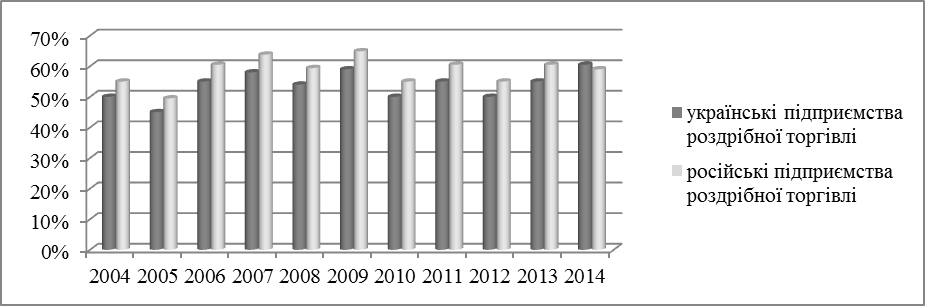 70%
60%
50%
40%
30%
20%
10%
0%
2004 2005 2006 2007 2008 2009 2010 2011 2012 2013 2014
українські підприємства
роздрібної торгівлі
російські підприємства
роздрібної торгівлі